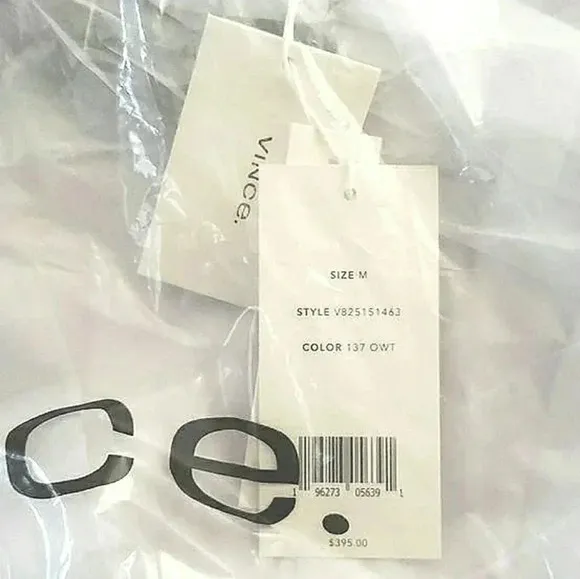 VINCE.
SIZE M
STYLE V825151463
COLOR 137 OWT
1 96273 05639 1
$395.00
ce